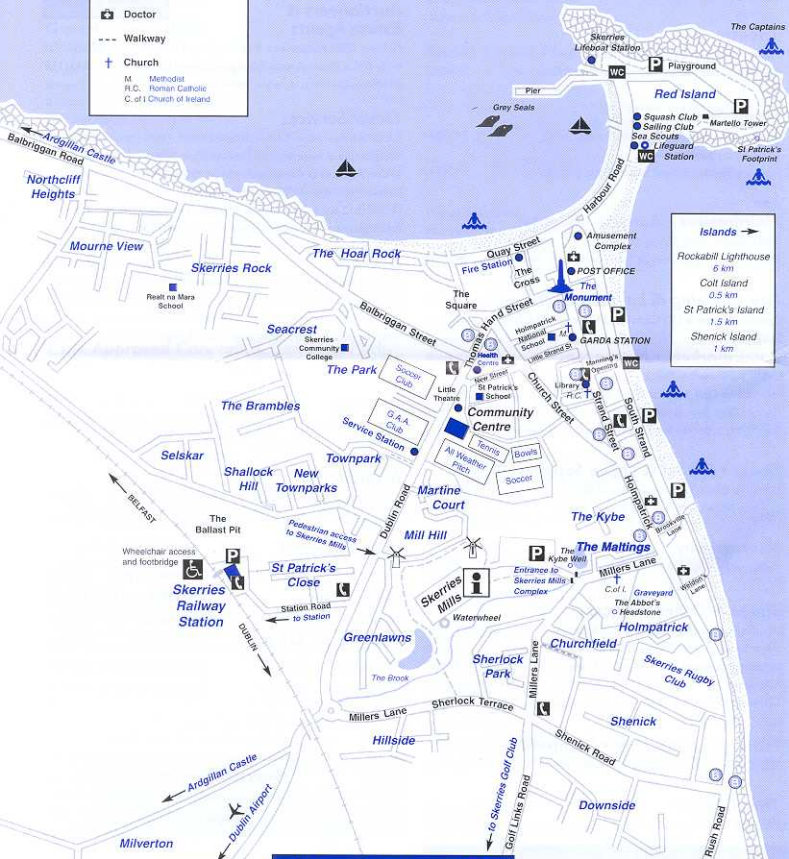 Doctor
Walkway
Church
M. Methodist
R.C. Roman Catholic
C. of I Church of Ireland
The Captains
Skerries
Lifeboat Station
WC
P
Playground
Pier
Red Island
P
Grey Seals
Squash Club
Sailing Club
Martello Tower
Sea Scouts
Lifeguard
Station
WC
St Patrick's
Footprint
Ardgillan Castle
Balbriggan Road
Northcliff
Heights
Harbour Road
Mourne View
Skerries Rock
The Hoar Rock
Quay Street
Fire Station
Amusement
Complex
The
Cross
POST OFFICE
The
Monument
Islands
Rockabill Lighthouse
6 km
Colt Island
0.5 km
St Patrick's Island
1.5 km
Shenick Island
1 km
Realt na Mara
School
The
Square
Balbriggan Street
Thomas Hand Street
Holmpatrick
National
School
M.
P
GARDA STATION
Little Strand St
Seacrest
Skerries
Community
College
Health
Centre
New Street
Manning's
Opening
WC
The Park
Soccer
Club
Little
Theatre
St Patrick's
School
Church Street
Library
R.C.
Strand Street
South Strand
P
The Brambles
G.A.A.
Club
Service Station
Community
Centre
Tennis
Bowls
All Weather
Pitch
Soccer
Selskar
Shallock
Hill
New
Townparks
Townpark
Dublin Road
Martine
Court
Holmpatrick
P
BELFAST
The
Ballast Pit
Pedestrian access
to Skerries Mills
Mill Hill
The Kybe
Brookville
Lane
Wheelchair access
and footbridge
P
Skerries
Railway
Station
St Patrick's
Close
Station Road
to Station
P
The
Kybe Well
The Maltings
Entrance to
Skerries Mills
Complex
Millers Lane
C.of I.
Graveyard
The Abbot's
Headstone
Weldon's
Lane
Skerries
Mills
i
Waterwheel
DUBLIN
Greenlawns
Holmpatrick
Churchfield
Sherlock
Park
Millers Lane
Skerries Rugby
Club
The Brook
Millers Lane
Sherlock Terrace
Shenick
Hillside
Shenick Road
Ardgillan Castle
Dublin Airport
to Skerries Golf Club
Golf Links Road
Downside
Rush Road
Milverton